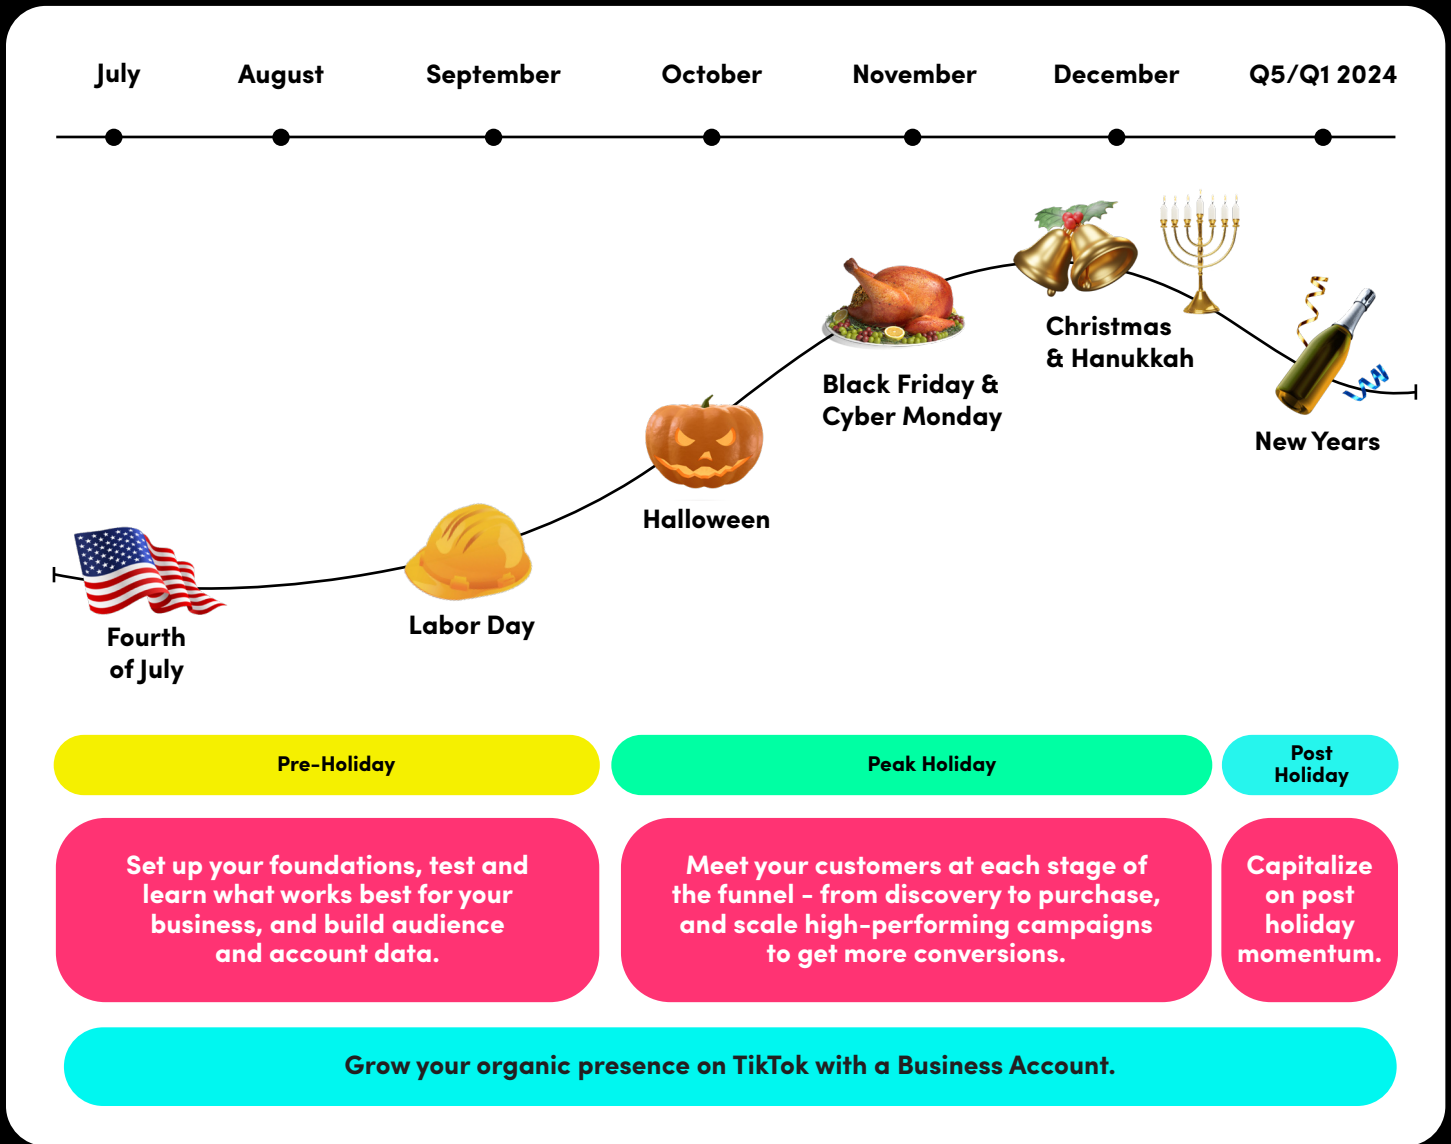 July
August
September
October
November
December
Q5/Q1 2024
Fourth
of July
Labor Day
Halloween
Black Friday &
Cyber Monday
Christmas
& Hanukkah
New Years
Pre-Holiday
Peak Holiday
Post
Holiday
Set up your foundations, test and
learn what works best for your
business, and build audience
and account data.
Meet your customers at each stage of
the funnel - from discovery to purchase,
and scale high-performing campaigns
to get more conversions.
Capitalize
on post
holiday
momentum.
Grow your organic presence on TikTok with a Business Account.